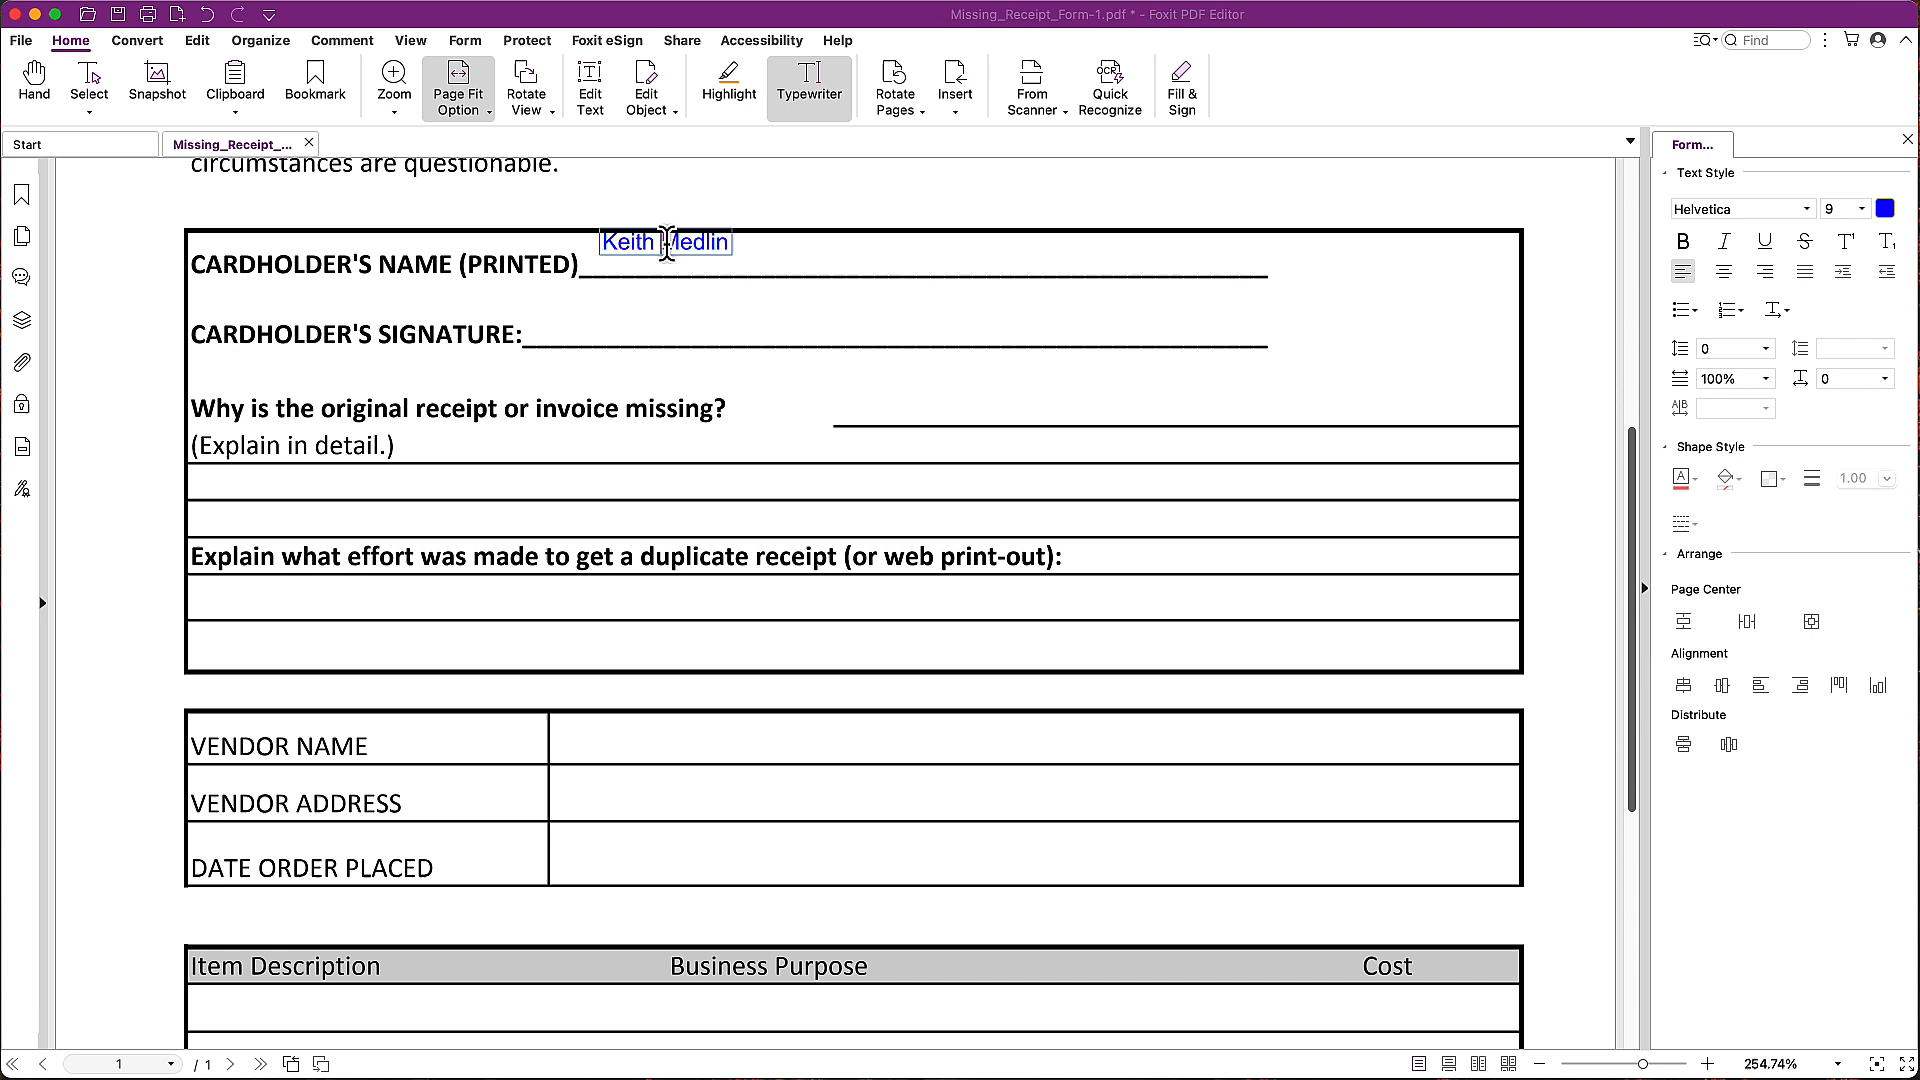 Missing_Receipt_Form-1.pdf * - Foxit PDF Editor
File Home Convert Edit Organize Comment View Form Protect Foxit eSign Share Accessibility Help Find
Hand Select Snapshot Clipboard Bookmark Zoom Page Fit Option Rotate View Edit Text Edit Object Highlight Typewriter Rotate Pages Insert From Scanner Quick Recognize Fill & Sign
Start Missing_Receipt_... Form...
circumstances are questionable.
Keith Medlin
CARDHOLDER'S NAME (PRINTED)
CARDHOLDER'S SIGNATURE:
Why is the original receipt or invoice missing?
(Explain in detail.)
Explain what effort was made to get a duplicate receipt (or web print-out):
VENDOR NAME
VENDOR ADDRESS
DATE ORDER PLACED
Item Description Business Purpose Cost
Text Style
Helvetica 9
0
100% 0
Shape Style
1.00
Arrange
Page Center
Alignment
Distribute
1 / 1 254.74%